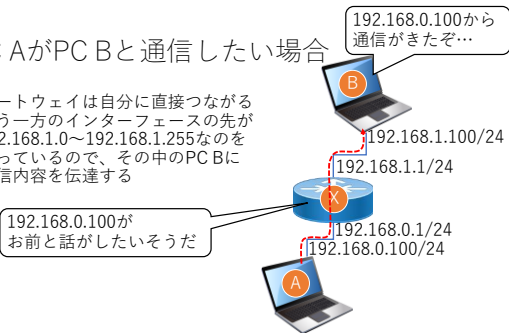 192.168.0.100から
通信がきたぞ…
AがPC Bと通信したい場合
B
ートウェイは自分に直接つながる
う一方のインターフェースの先が
2.168.1.0～192.168.1.255なのを
っているので、その中のPC Bに
信内容を伝達する
192.168.1.100/24
192.168.1.1/24
X
192.168.0.100が
お前と話がしたいそうだ
192.168.0.1/24
192.168.0.100/24
A